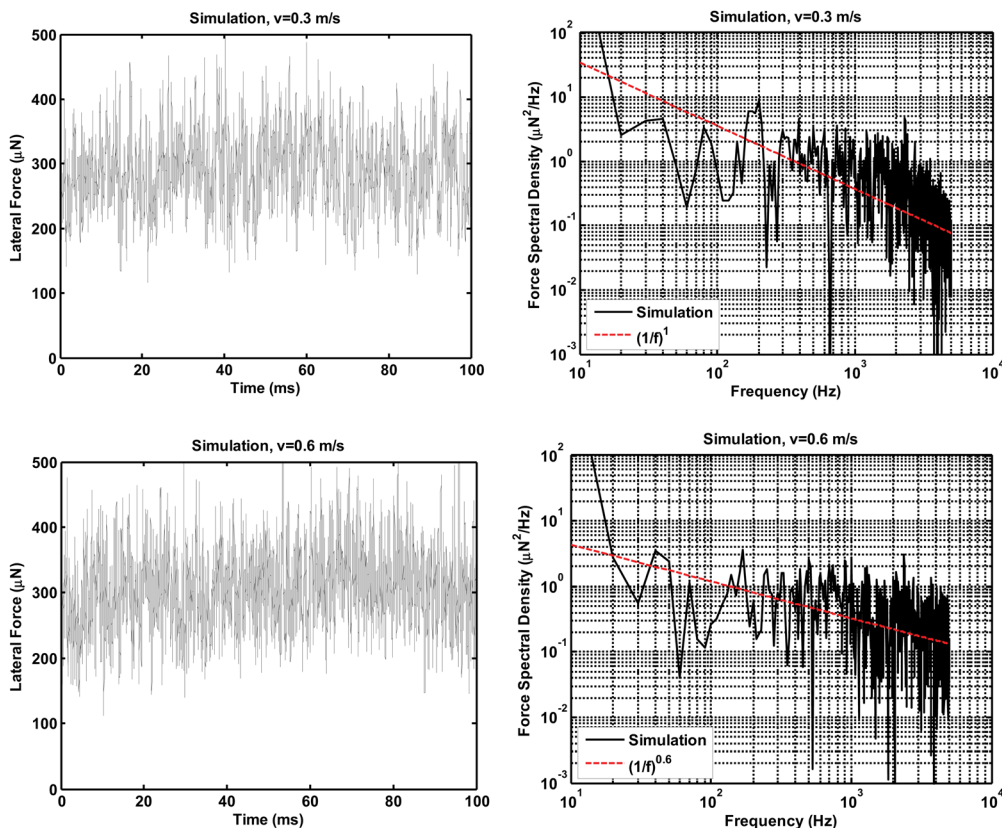 Simulation, v=0.3 m/s
500
400
300
200
100
0
Lateral Force (μN)
0 20 40 60 80 100
Time (ms)
Simulation, v=0.3 m/s
10^2
10^1
10^0
10^-1
10^-2
10^-3
Force Spectral Density (μN^2/Hz)
Simulation
(1/f)^1
10^1 10^2 10^3 10^4
Frequency (Hz)
Simulation, v=0.6 m/s
500
400
300
200
100
0
Lateral Force (μN)
0 20 40 60 80 100
Time (ms)
Simulation, v=0.6 m/s
10^2
10^1
10^0
10^-1
10^-2
10^-3
Force Spectral Density (μN^2/Hz)
Simulation
(1/f)^0.6
10^1 10^2 10^3 10^4
Frequency (Hz)